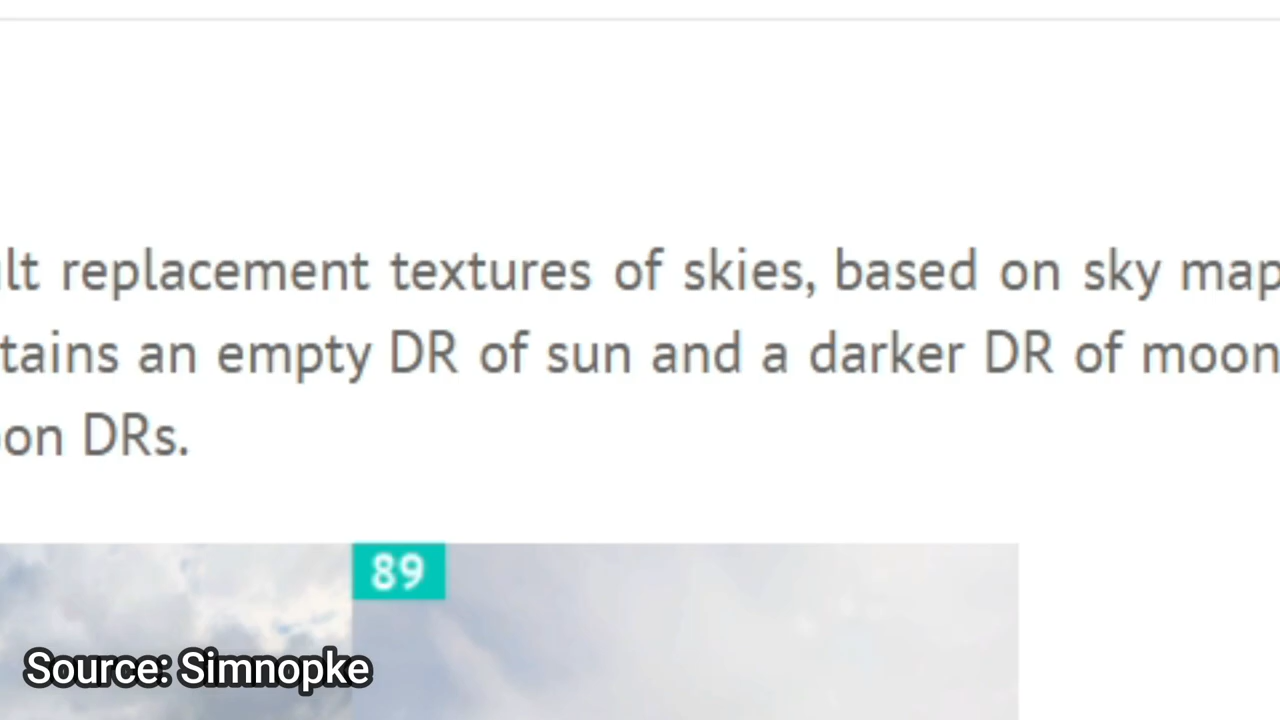 lt replacement textures of skies, based on sky map
tains an empty DR of sun and a darker DR of moon
on DRs.
89
Source: Simnopke